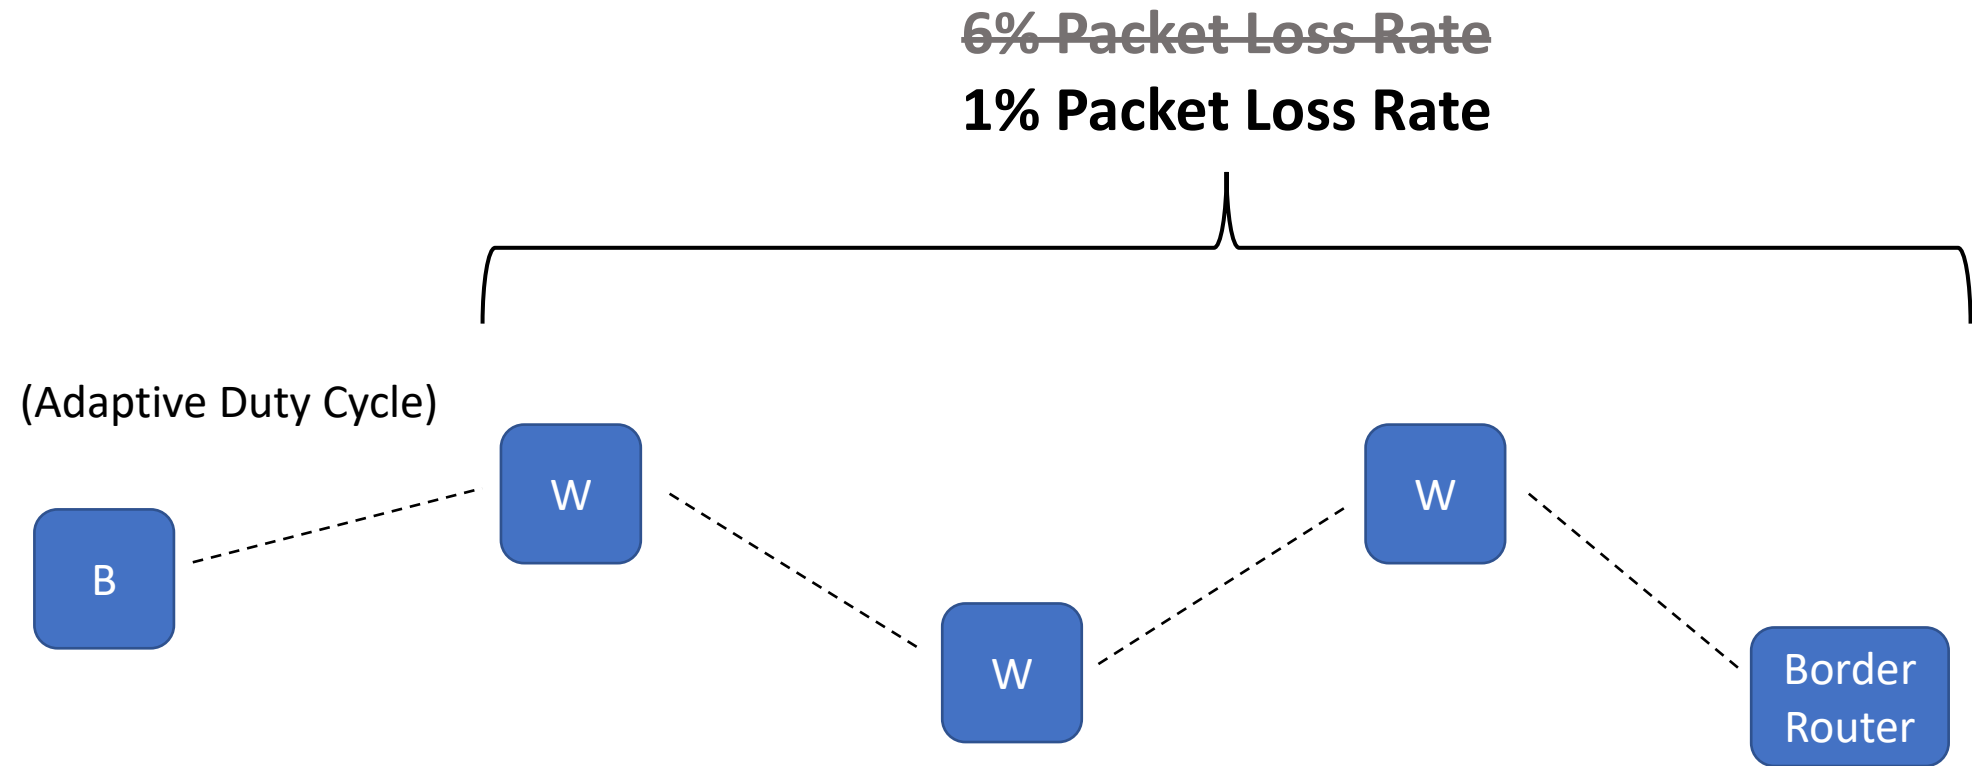 6% Packet Loss Rate
1% Packet Loss Rate
(Adaptive Duty Cycle)
B
W
W
W
Border
Router